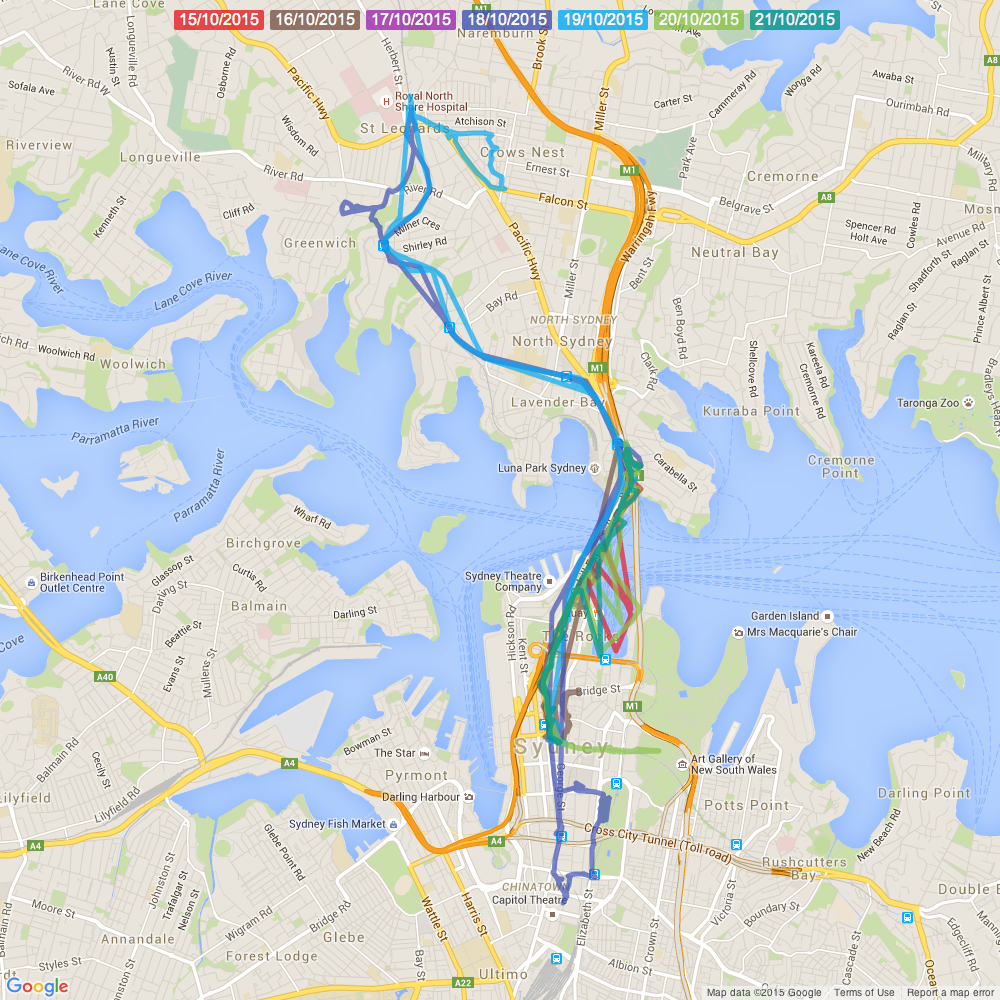 15/10/2015 16/10/2015 17/10/2015 18/10/2015 19/10/2015 20/10/2015 21/10/2015
Lane Cove
Longueville Rd
Austin St
Osborne Rd
Herbert St
Naremburn
Brook St
A8
River Rd W
Sofala Ave
Pacific Hwy
Royal North
Shore Hospital
Atchison St
St Leonards
Miller St
Carter St
Cammeray Rd
Wonga Rd
Awaba St
Ourimbah Rd
Military Rd
Riverview
Longueville
Wisdom Rd
River Rd
Crows Nest
Ernest St
M1
Park Ave
Cremorne
Kenneth St
Cliff Rd
River Rd
Falcon St
Belgrave St
A8
Mosm
Greenwich
Milner Cres
Shirley Rd
Pacific Hwy
Miller St
Warringah Fwy
Bent St
Neutral Bay
Spencer Rd
Holt Ave
Cowles Rd
Avenue Rd
Raglan St
Shadforth St
Lane Cove River
Lane Cove River
Bay Rd
Ben Boyd Rd
Raglan St
Prince Albert St
rch Rd
Woolwich Rd
Woolwich
NORTH SYDNEY
North Sydney
M1
Clark Rd
Shellcove Rd
Kareela Rd
Cremorne Rd
Bradleys Head Rd
Lavender Bay
Kurraba Point
Taronga Zoo
Parramatta River
Parramatta River
Luna Park Sydney
Carabella St
Cremorne
Point
Wharf Rd
Birchgrove
Glassop St
Curtis Rd
Darling St
Birkenhead Point
Outlet Centre
Balmain
Darling St
Sydney Theatre
Company
Hickson Rd
Kent St
The Rocks
Garden Island
Mrs Macquarie's Chair
Cove
Beattie St
Evans St
Mullens St
A40
Bridge St
M1
Sydney
Balmain Rd
Cecily St
Bowman St
The Star
A4
Pyrmont
Art Gallery of
New South Wales
Lilyfield
Lilyfield Rd
Darling Harbour
Sydney Fish Market
George St
Potts Point
Darling Point
New Beach Rd
A4
Glebe Point Rd
A4
Cross City Tunnel (Toll road)
Rushcutters
Bay
Johnston St
Trafalgar St
Nelson St
CHINATOWN
Capitol Theatre
Double B
Moore St
Balmain Rd
Annandale
Wigram Rd
Bridge Rd
Glebe
Wattle St
Harris St
Elizabeth St
Crown St
Victoria St
Boundary St
Edgecliff Rd
Styles St
Forest Lodge
Bay St
Ultimo
Albion St
Cascade St
A22
Google
Map data ©2015 Google Terms of Use Report a map error